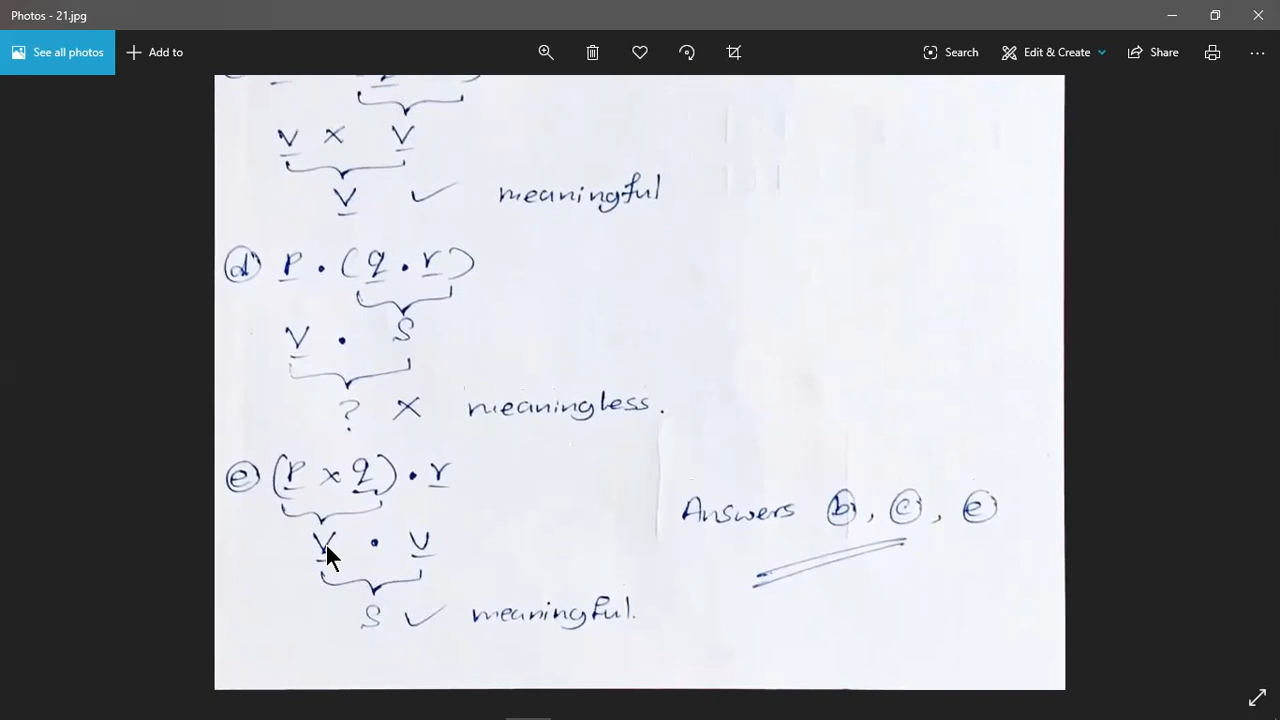 Photos - 21.jpg
See all photos
Add to
Search
Edit & Create
Share
V × V
V ✓ meaningful
(d) p · (q · r)
V · S
? × meaningless.
(e) (p × q) · r
Answers (b), (c), (e)
V · V
S ✓ meaningful.